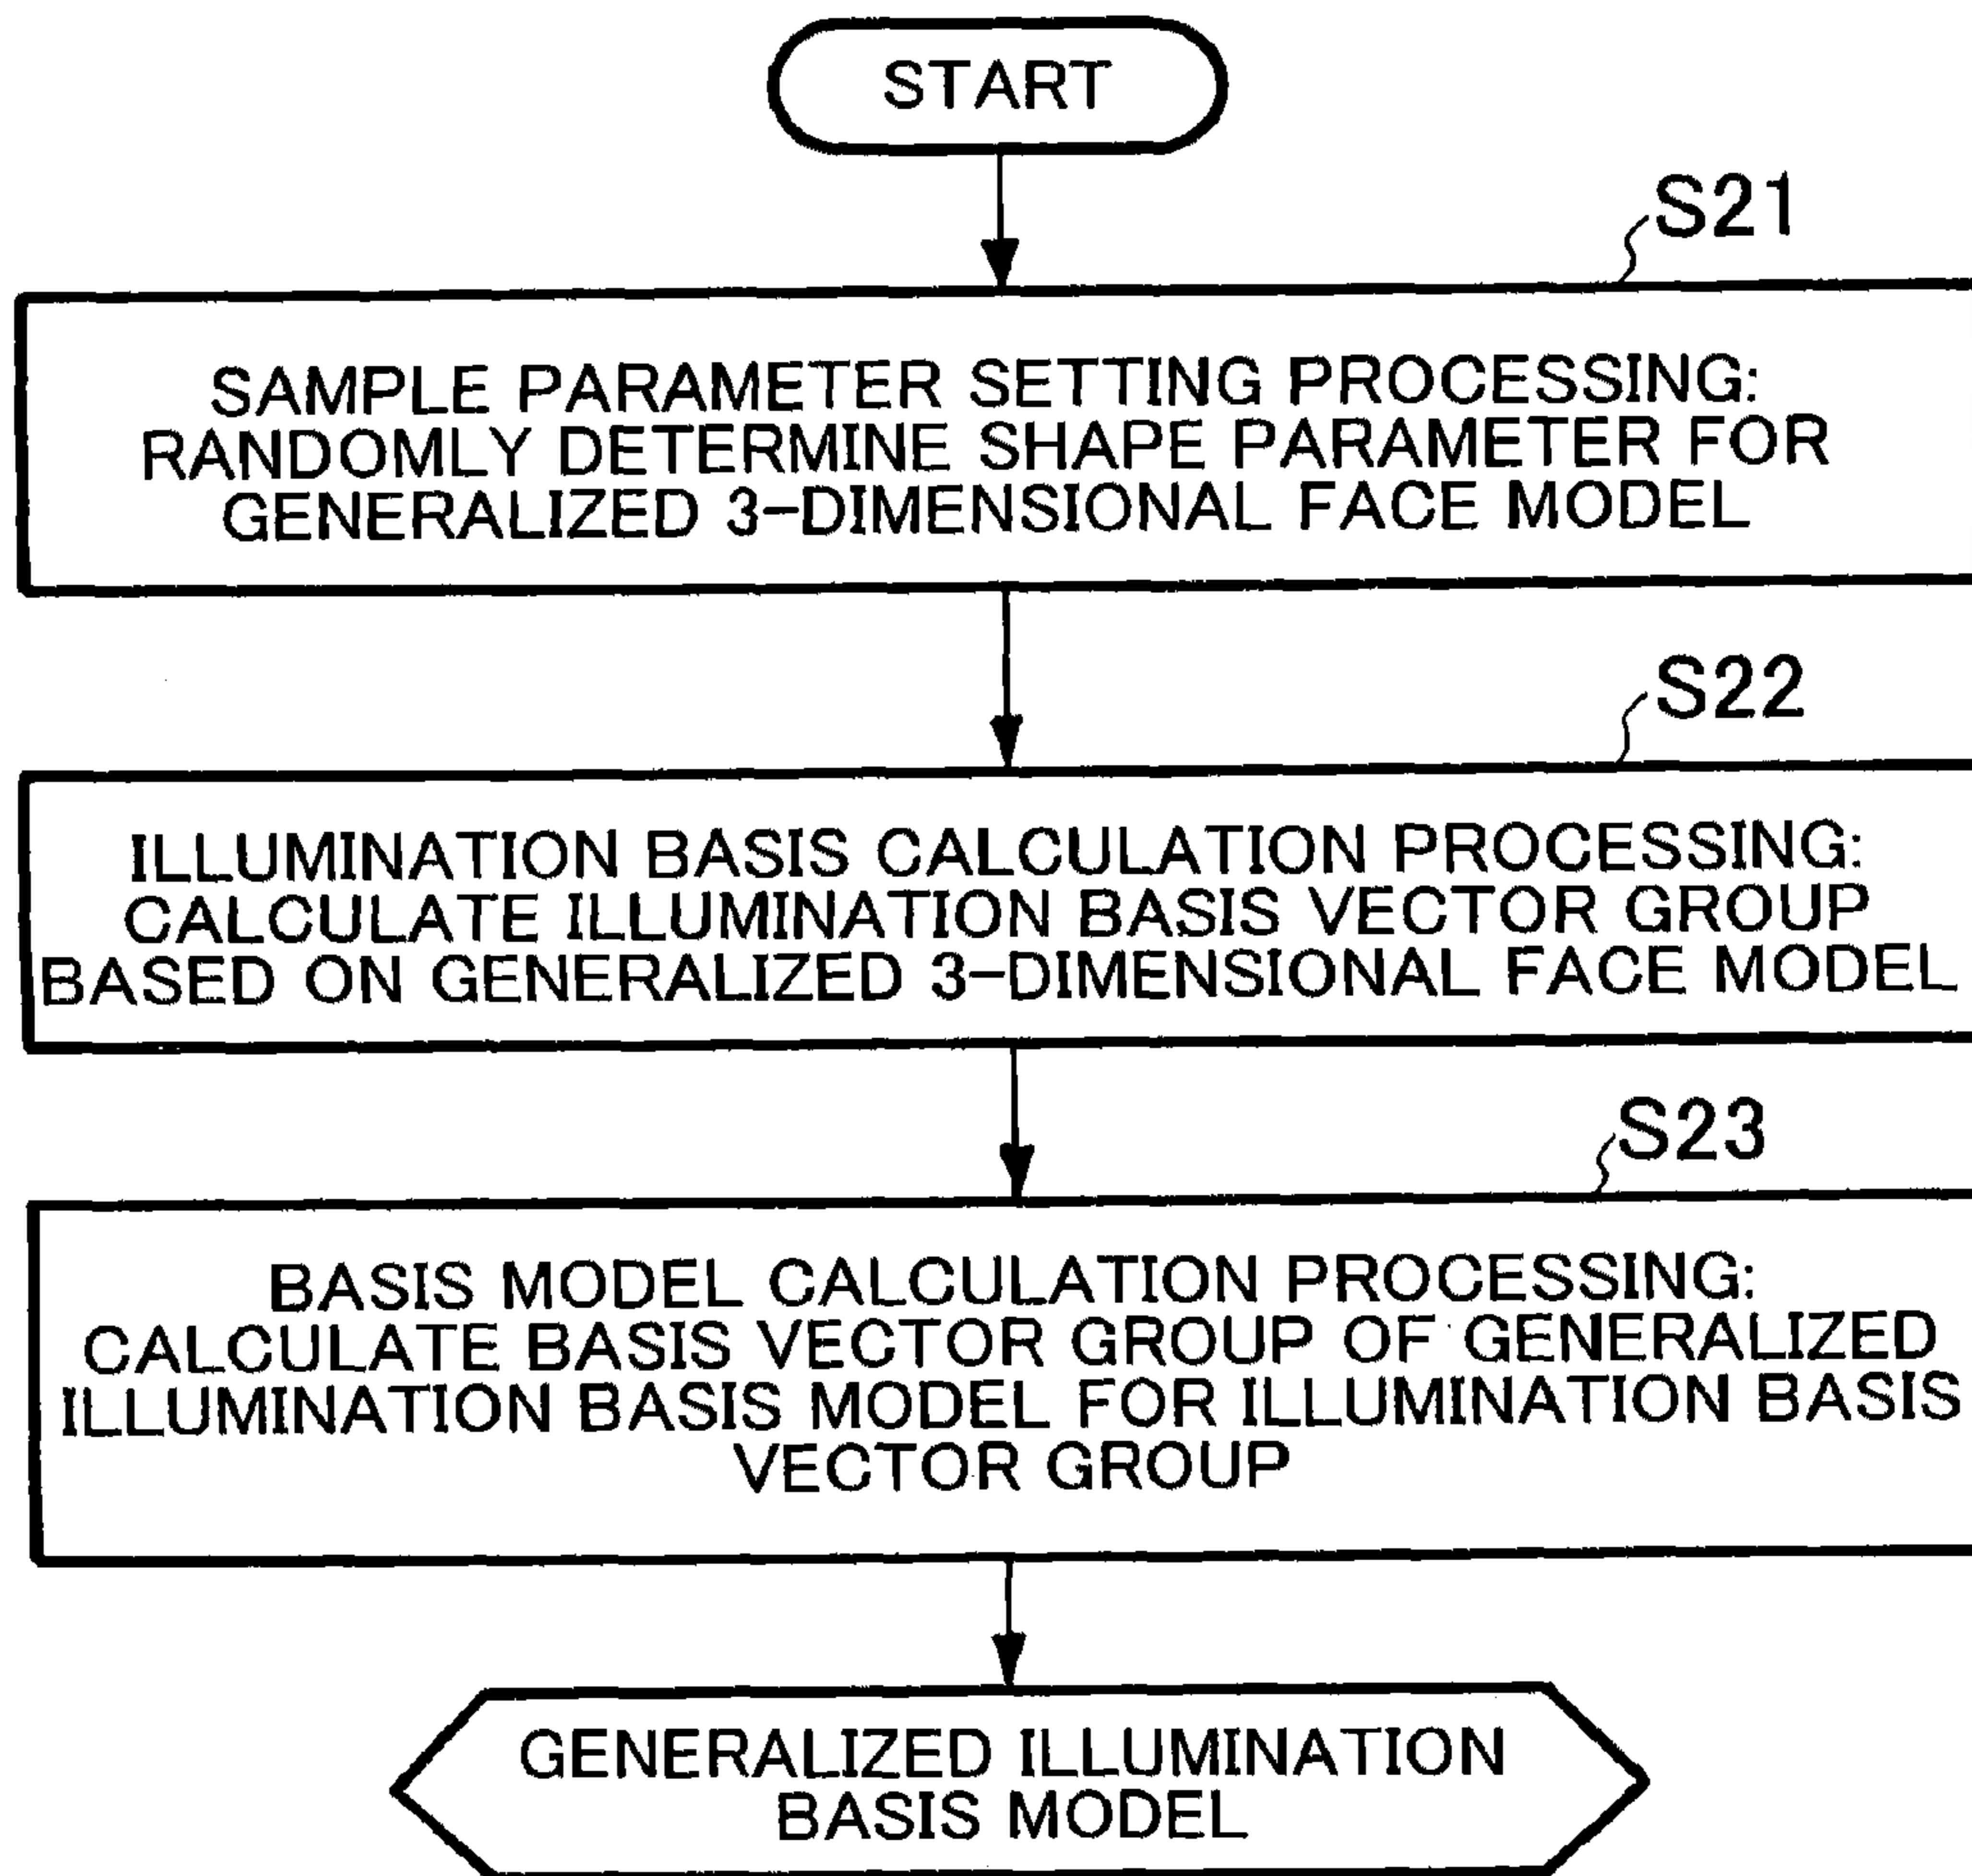 START
S21
SAMPLE PARAMETER SETTING PROCESSING:
RANDOMLY DETERMINE SHAPE PARAMETER FOR
GENERALIZED 3-DIMENSIONAL FACE MODEL
S22
ILLUMINATION BASIS CALCULATION PROCESSING:
CALCULATE ILLUMINATION BASIS VECTOR GROUP
BASED ON GENERALIZED 3-DIMENSIONAL FACE MODEL
S23
BASIS MODEL CALCULATION PROCESSING:
CALCULATE BASIS VECTOR GROUP OF GENERALIZED
ILLUMINATION BASIS MODEL FOR ILLUMINATION BASIS
VECTOR GROUP
GENERALIZED ILLUMINATION
BASIS MODEL